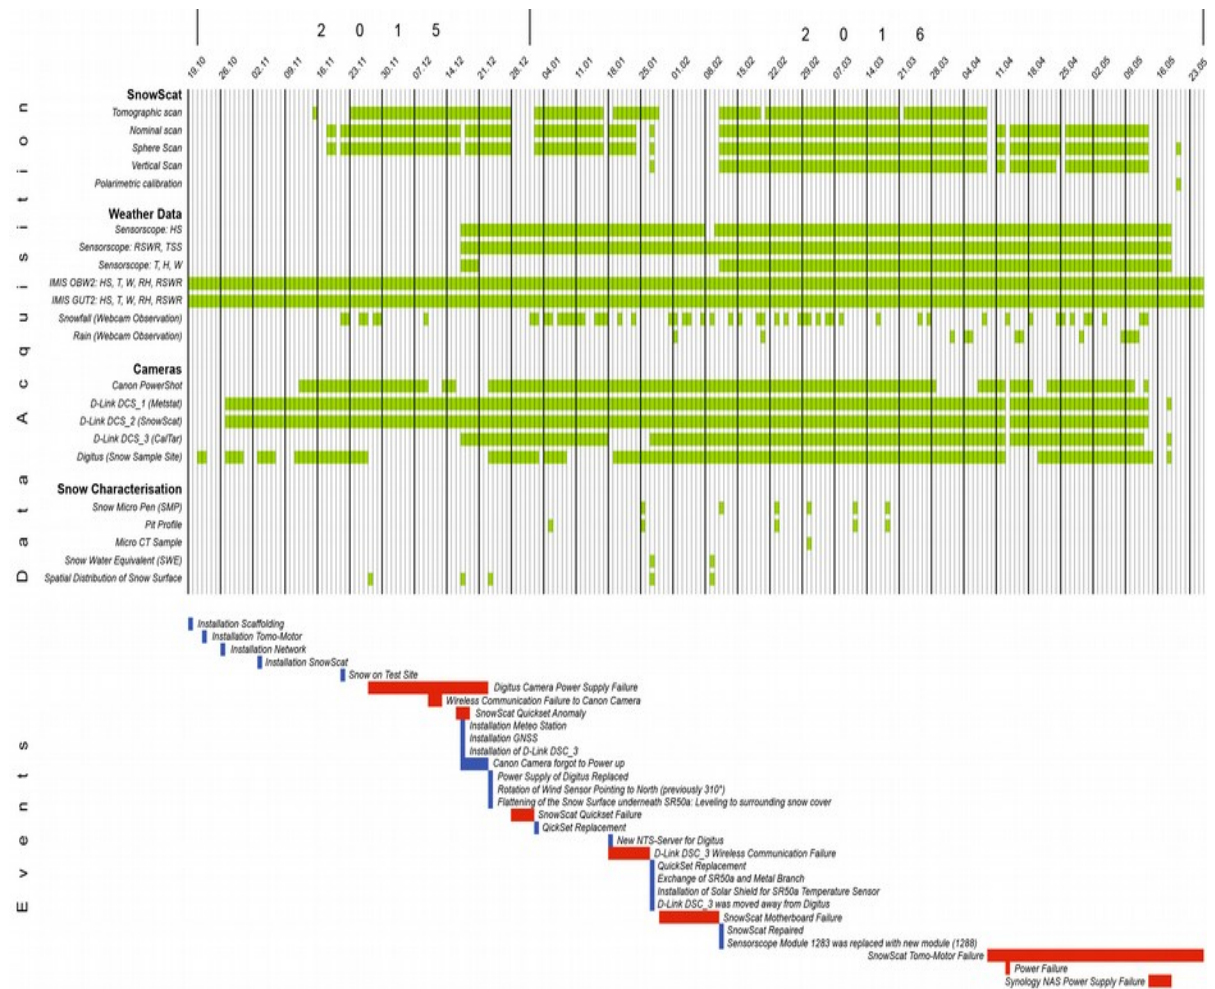 2 0 1 5
2 0 1 6
19.10 26.10 02.11 09.11 16.11 23.11 30.11 07.12 14.12 21.12 28.12 04.01 11.01 18.01 25.01 01.02 08.02 15.02 22.02 29.02 07.03 14.03 21.03 28.03 04.04 11.04 18.04 25.04 02.05 09.05 16.05 23.05
Data Acquisition
SnowScat
Tomographic scan
Nominal scan
Sphere Scan
Vertical Scan
Polarimetric calibration
Weather Data
Sensorscope: HS
Sensorscope: RSWR, TSS
Sensorscope: T, H, W
IMIS OBW2: HS, T, W, RH, RSWR
IMIS GUT2: HS, T, W, RH, RSWR
Snowfall (Webcam Observation)
Rain (Webcam Observation)
Cameras
Canon PowerShot
D-Link DCS_1 (Metstat)
D-Link DCS_2 (SnowScat)
D-Link DCS_3 (CalTar)
Digitus (Snow Sample Site)
Snow Characterisation
Snow Micro Pen (SMP)
Pit Profile
Micro CT Sample
Snow Water Equivalent (SWE)
Spatial Distribution of Snow Surface
Events
Installation Scaffolding
Installation Tomo-Motor
Installation Network
Installation SnowScat
Snow on Test Site
Digitus Camera Power Supply Failure
Wireless Communication Failure to Canon Camera
SnowScat Quickset Anomaly
Installation Meteo Station
Installation GNSS
Installation of D-Link DSC_3
Canon Camera forgot to Power up
Power Supply of Digitus Replaced
Rotation of Wind Sensor Pointing to North (previously 310°)
Flattening of the Snow Surface underneath SR50a: Leveling to surrounding snow cover
SnowScat Quickset Failure
QickSet Replacement
New NTS-Server for Digitus
D-Link DSC_3 Wireless Communication Failure
QuickSet Replacement
Exchange of SR50a and Metal Branch
Installation of Solar Shield for SR50a Temperature Sensor
D-Link DSC_3 was moved away from Digitus
SnowScat Motherboard Failure
SnowScat Repaired
Sensorscope Module 1283 was replaced with new module (1288)
SnowScat Tomo-Motor Failure
Power Failure
Synology NAS Power Supply Failure